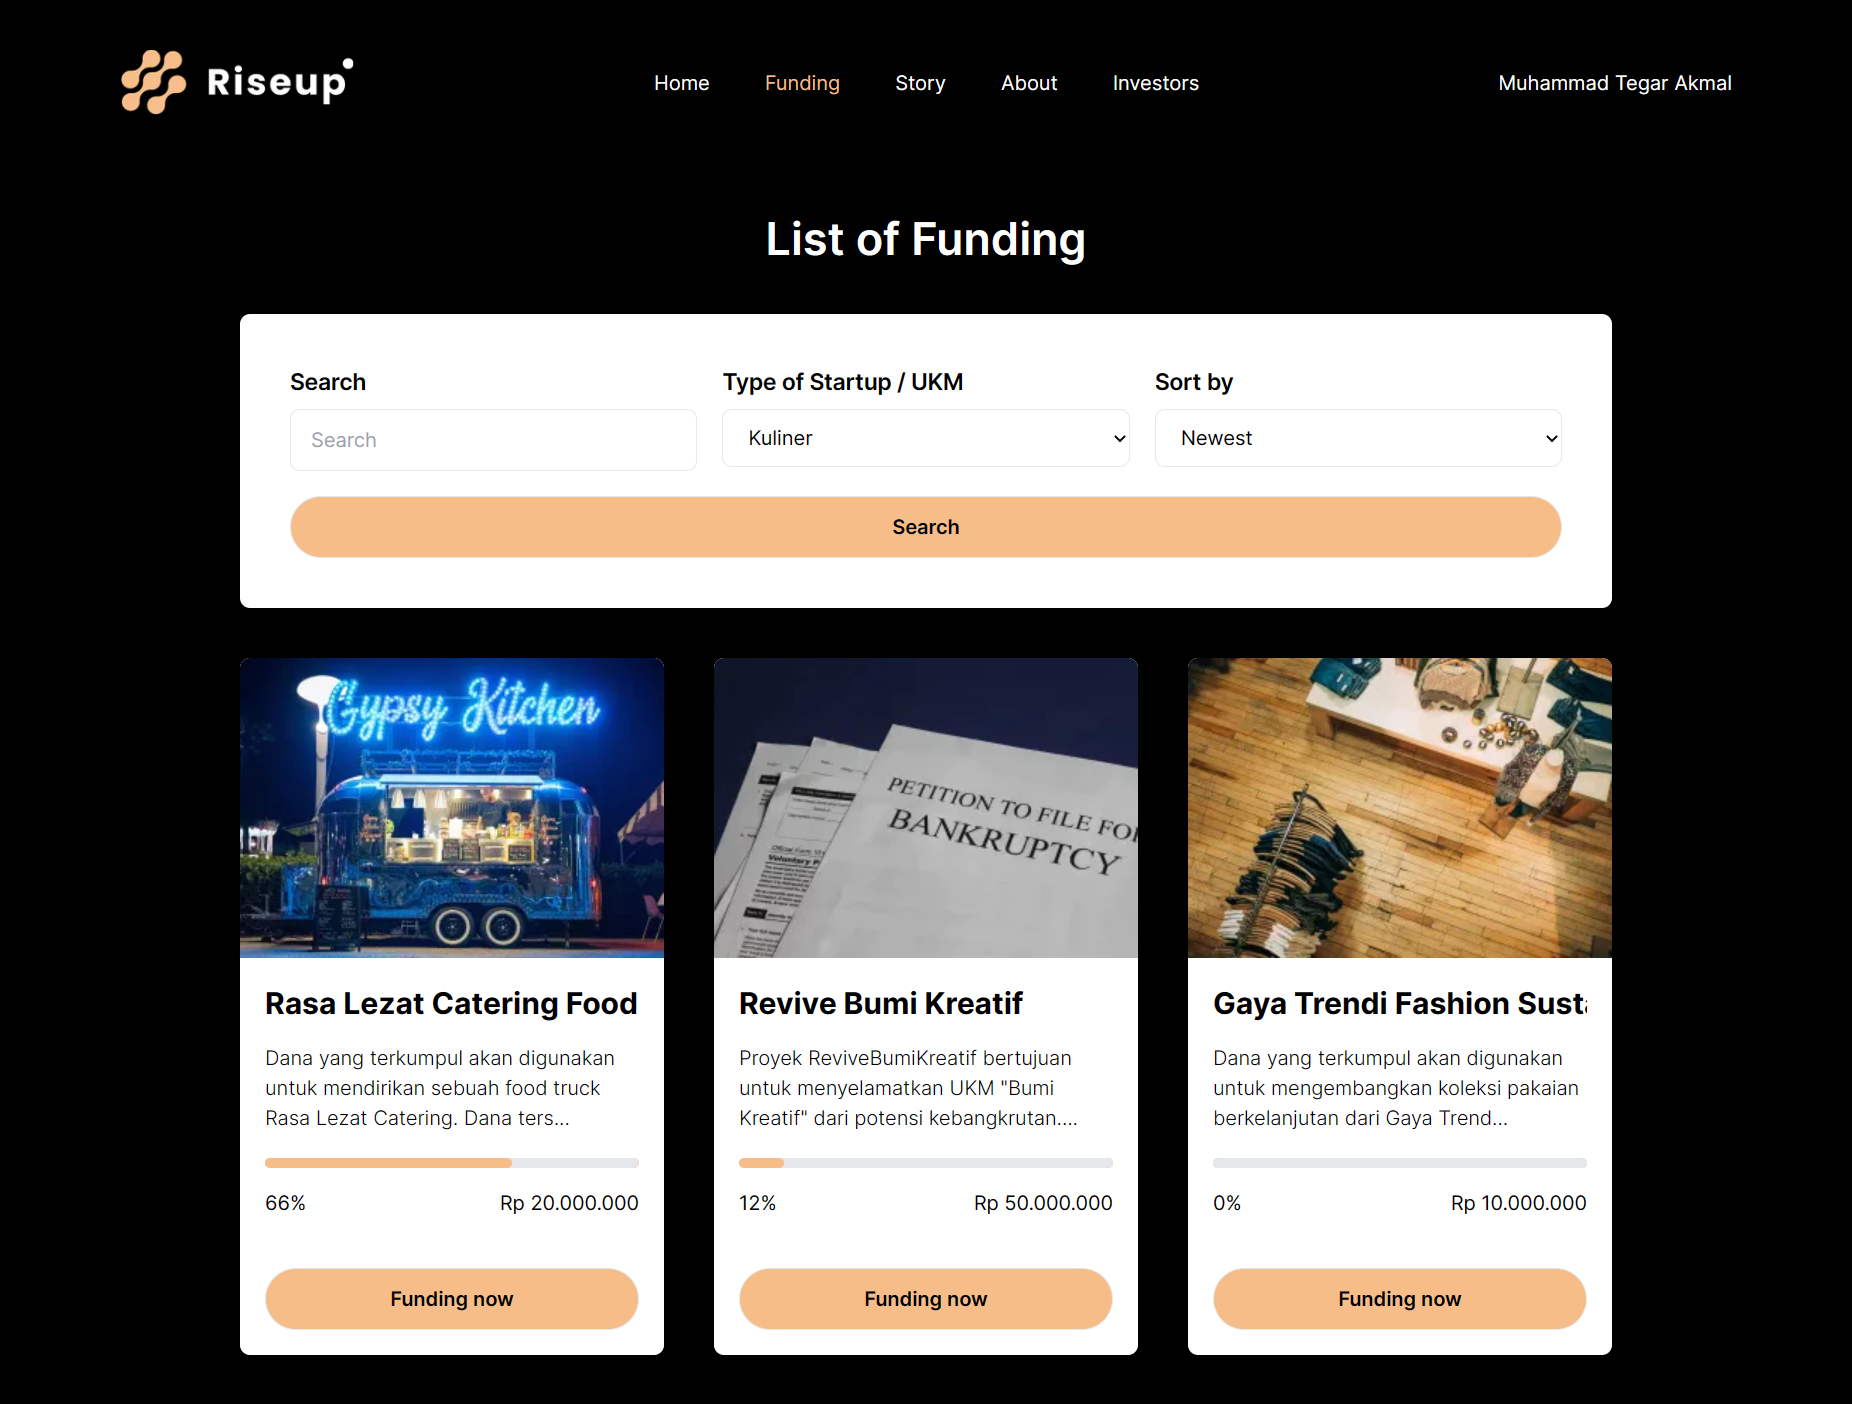 Riseup
Home
Funding
Story
About
Investors
Muhammad Tegar Akmal
List of Funding
Search
Type of Startup / UKM
Sort by
Search
Kuliner
Newest
Search
Gypsy Kitchen
PETITION TO FILE FOR
BANKRUPTCY
Rasa Lezat Catering Food
Dana yang terkumpul akan digunakan
untuk mendirikan sebuah food truck
Rasa Lezat Catering. Dana ters...
66%
Rp 20.000.000
Funding now
Revive Bumi Kreatif
Proyek ReviveBumiKreatif bertujuan
untuk menyelamatkan UKM "Bumi
Kreatif" dari potensi kebangkrutan....
12%
Rp 50.000.000
Funding now
Gaya Trendi Fashion Susta
Dana yang terkumpul akan digunakan
untuk mengembangkan koleksi pakaian
berkelanjutan dari Gaya Trend...
0%
Rp 10.000.000
Funding now